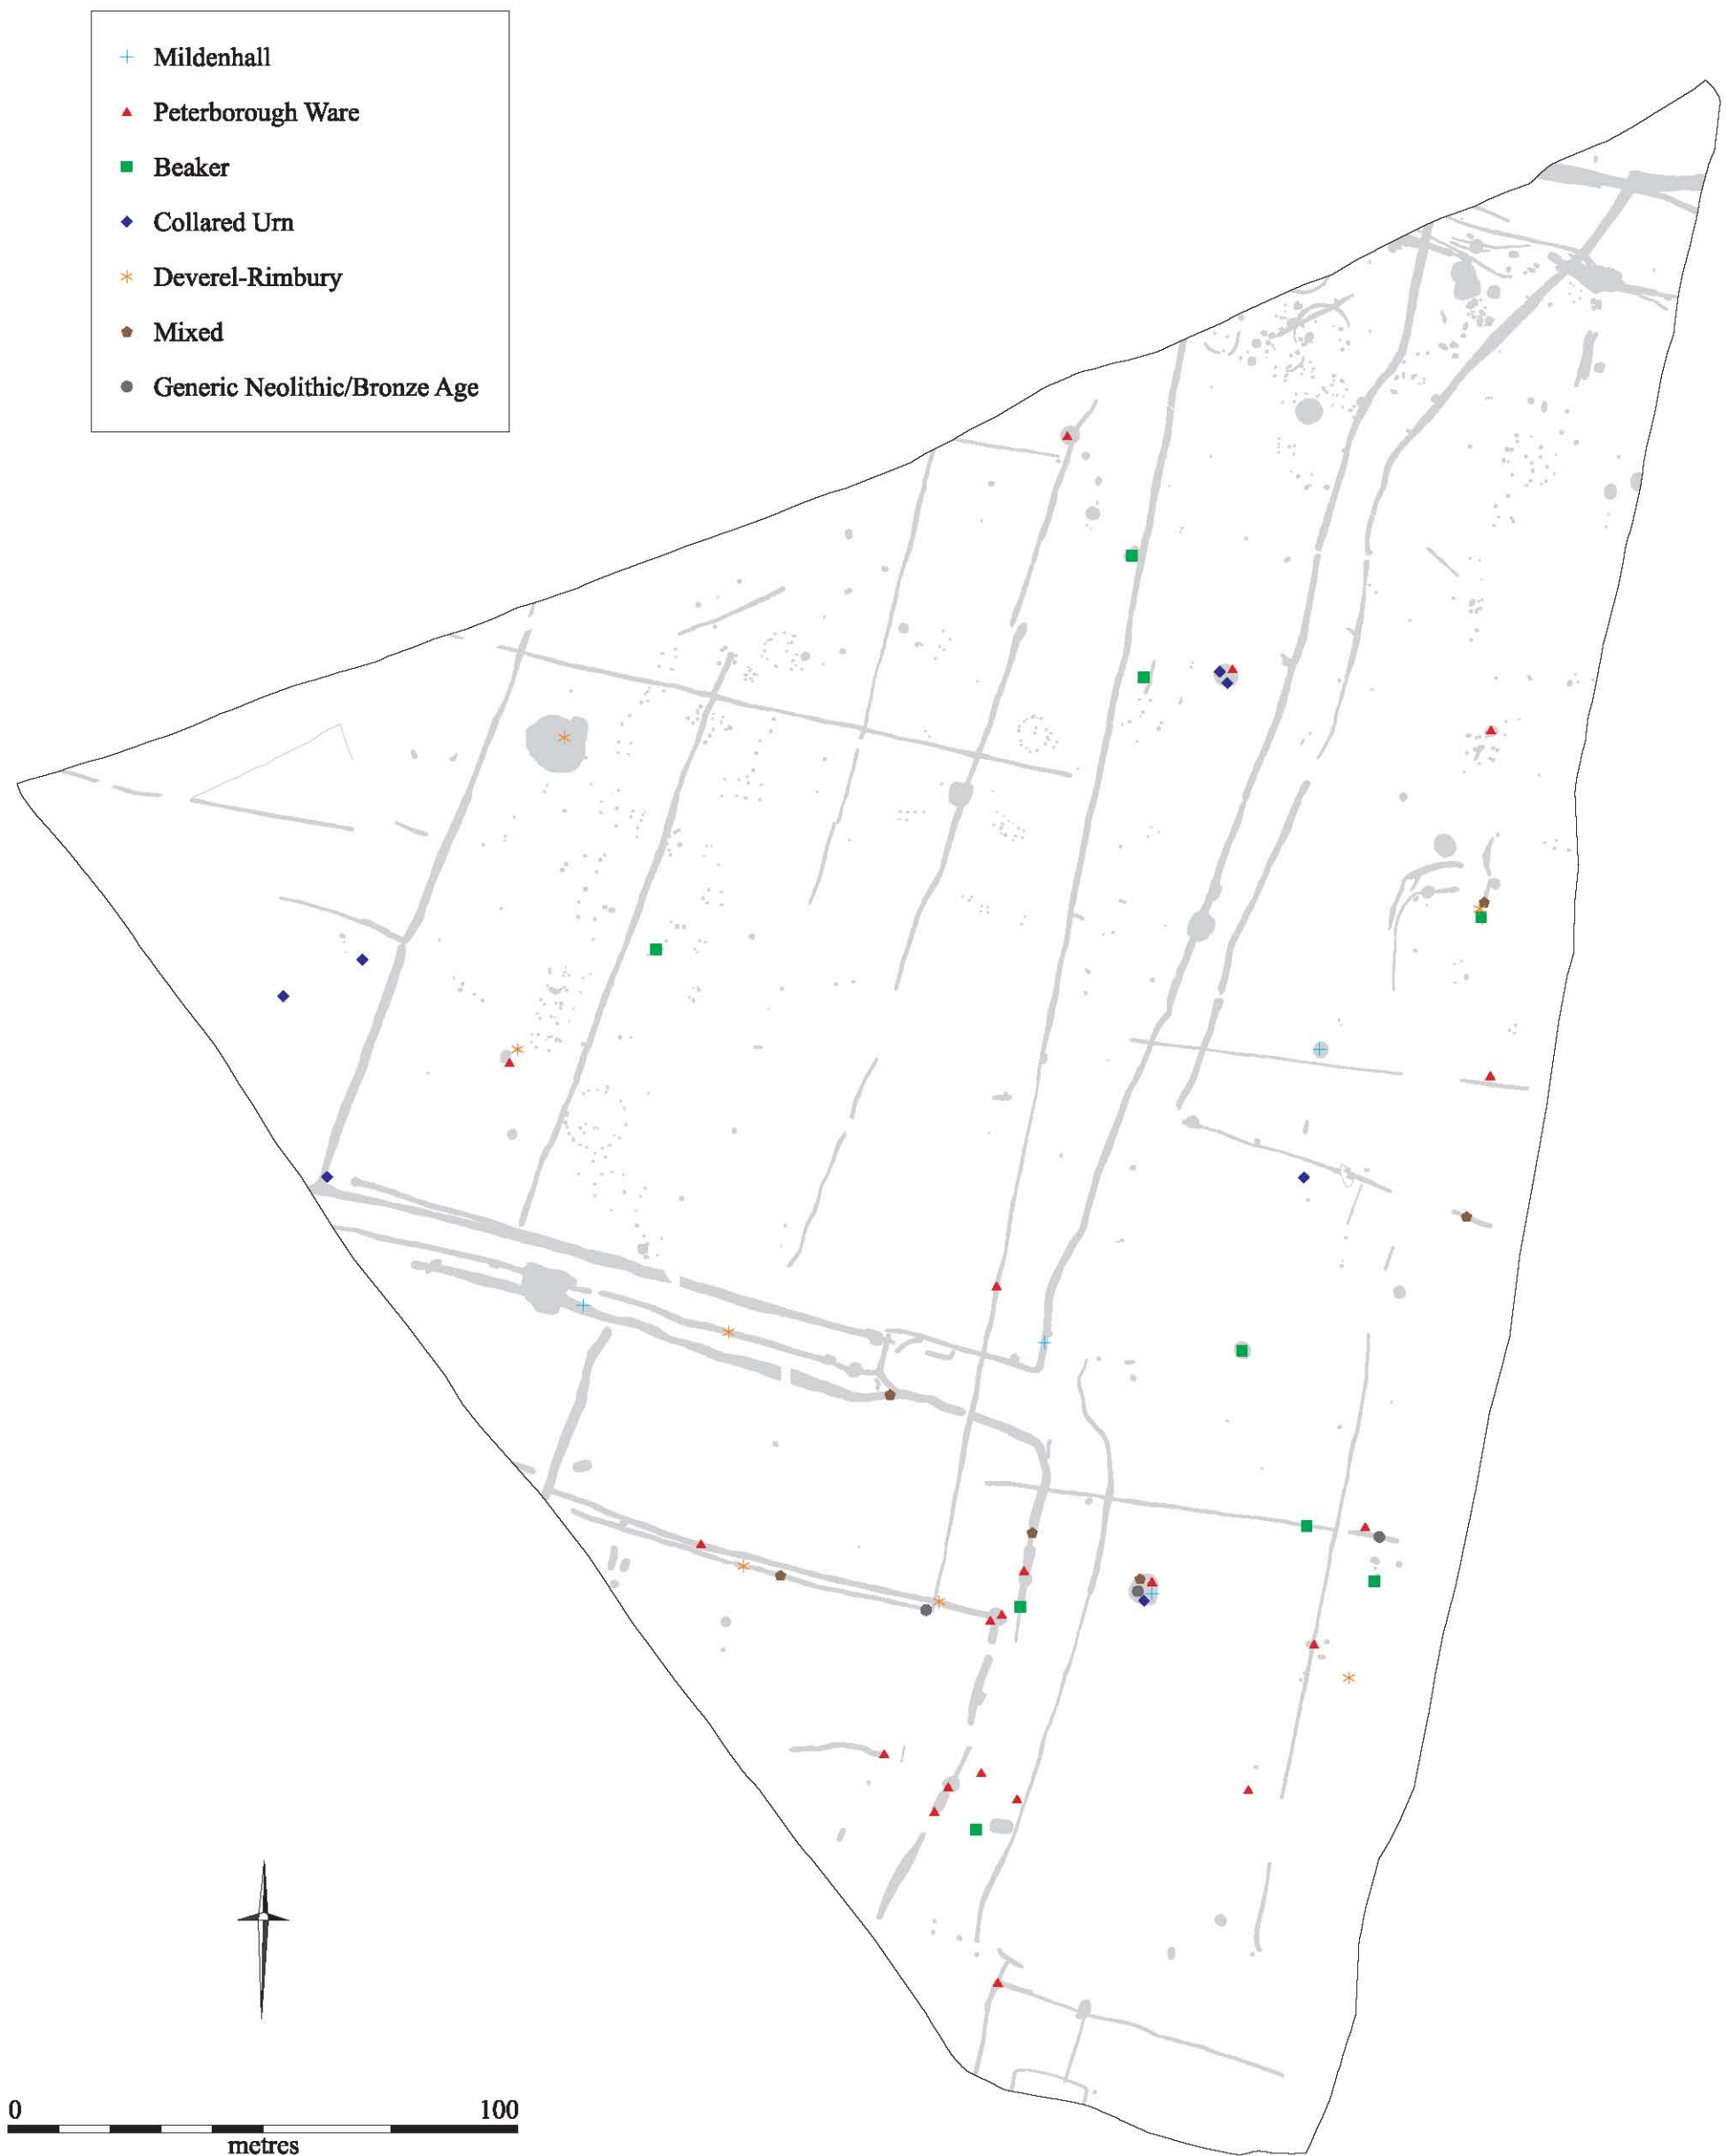 Mildenhall
Peterborough Ware
Beaker
Collared Urn
Deverel-Rimbury
Mixed
Generic Neolithic/Bronze Age
0 100
metres